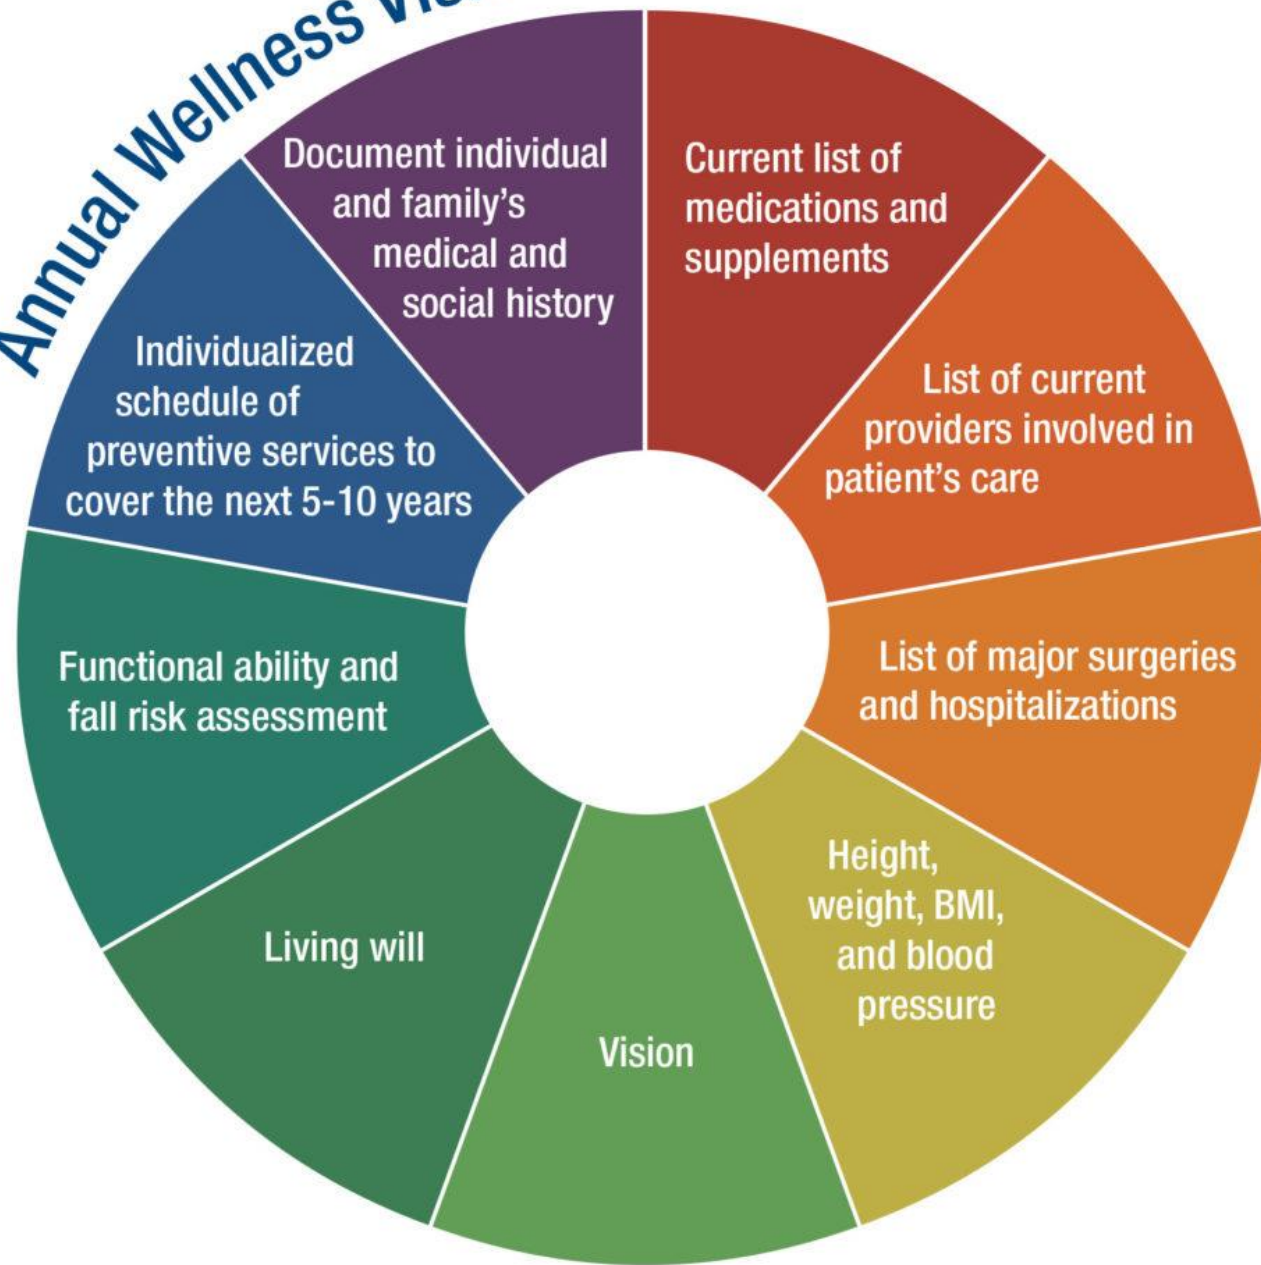 Annual Wellness
Document individual
and family's
medical and
social history
Current list of
medications and
supplements
List of current
providers involved in
patient's care
List of major surgeries
and hospitalizations
Height,
weight, BMI,
and blood
pressure
Vision
Living will
Functional ability and
fall risk assessment
Individualized
schedule of
preventive services to
cover the next 5-10 years